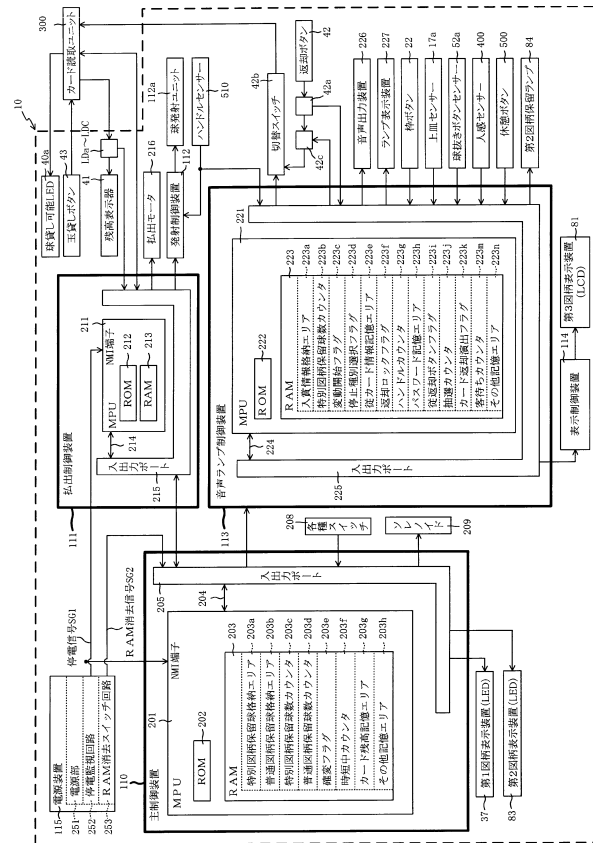 10
電源装置
115
電源部
251
停電監視回路
252
RAM消去スイッチ回路
253
停電信号SG1
RAM消去信号SG2
110
主制御装置
201
MPU
NMI端子
ROM
202
RAM
203
特別図柄保留球格納エリア
203a
普通図柄保留球格納エリア
203b
特別図柄保留球数カウンタ
203c
普通図柄保留球数カウンタ
203d
確変フラグ
203e
時短中カウンタ
203f
カード残高記憶エリア
203g
その他記憶エリア
203h
204
入出力ポート
205
37
第1図柄表示装置(LED)
83
第2図柄表示装置(LED)
各種スイッチ
208
ソレノイド
209
111
払出制御装置
211
MPU
NMI端子
ROM
212
RAM
213
214
入出力ポート
215
球貸し可能LED
40a
玉貸しボタン
43
残高表示器
41
LDa～LDC
カード読取ユニット
300
払出モータ
216
発射制御装置
112
球発射ユニット
112a
ハンドルセンサー
510
切替スイッチ
42b
返却ボタン
42
42a
42c
113
音声ランプ制御装置
221
MPU
ROM
222
RAM
223
入賞情報格納エリア
223a
特別図柄保留球数カウンタ
223b
変動開始フラグ
223c
停止種別選択フラグ
223d
従カード情報記憶エリア
223e
返却ロックフラグ
223f
ハンドルカウンタ
223g
パスワード記憶エリア
223h
従返却ボタンフラグ
223i
抽選カウンタ
223j
カード返却演出フラグ
223k
客待ちカウンタ
223m
その他記憶エリア
223n
224
入出力ポート
225
音声出力装置
226
ランプ表示装置
227
枠ボタン
22
上皿センサー
17a
球抜きボタンセンサー
52a
人感センサー
400
休憩ボタン
500
第2図柄保留ランプ
84
表示制御装置
114
第3図柄表示装置
(LCD)
81